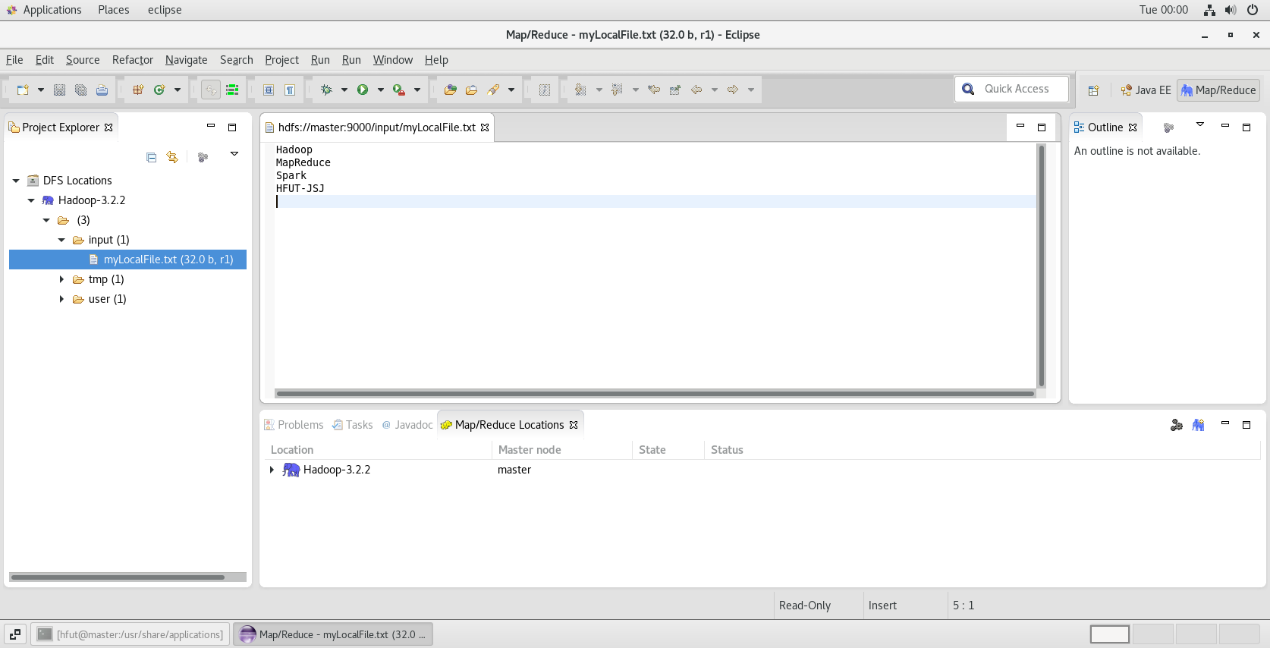 Applications Places eclipse Tue 00:00
Map/Reduce - myLocalFile.txt (32.0 b, r1) - Eclipse
File Edit Source Refactor Navigate Search Project Run Run Window Help
Quick Access Java EE Map/Reduce
Project Explorer
DFS Locations
Hadoop-3.2.2
(3)
input (1)
myLocalFile.txt (32.0 b, r1)
tmp (1)
user (1)
hdfs://master:9000/input/myLocalFile.txt
Hadoop
MapReduce
Spark
HFUT-JSJ
Outline
An outline is not available.
Problems @ Javadoc Tasks Map/Reduce Locations
Location Master node State Status
Hadoop-3.2.2 master
Read-Only Insert 5 : 1
[hfut@master:/usr/share/applications] Map/Reduce - myLocalFile.txt (32.0 ...